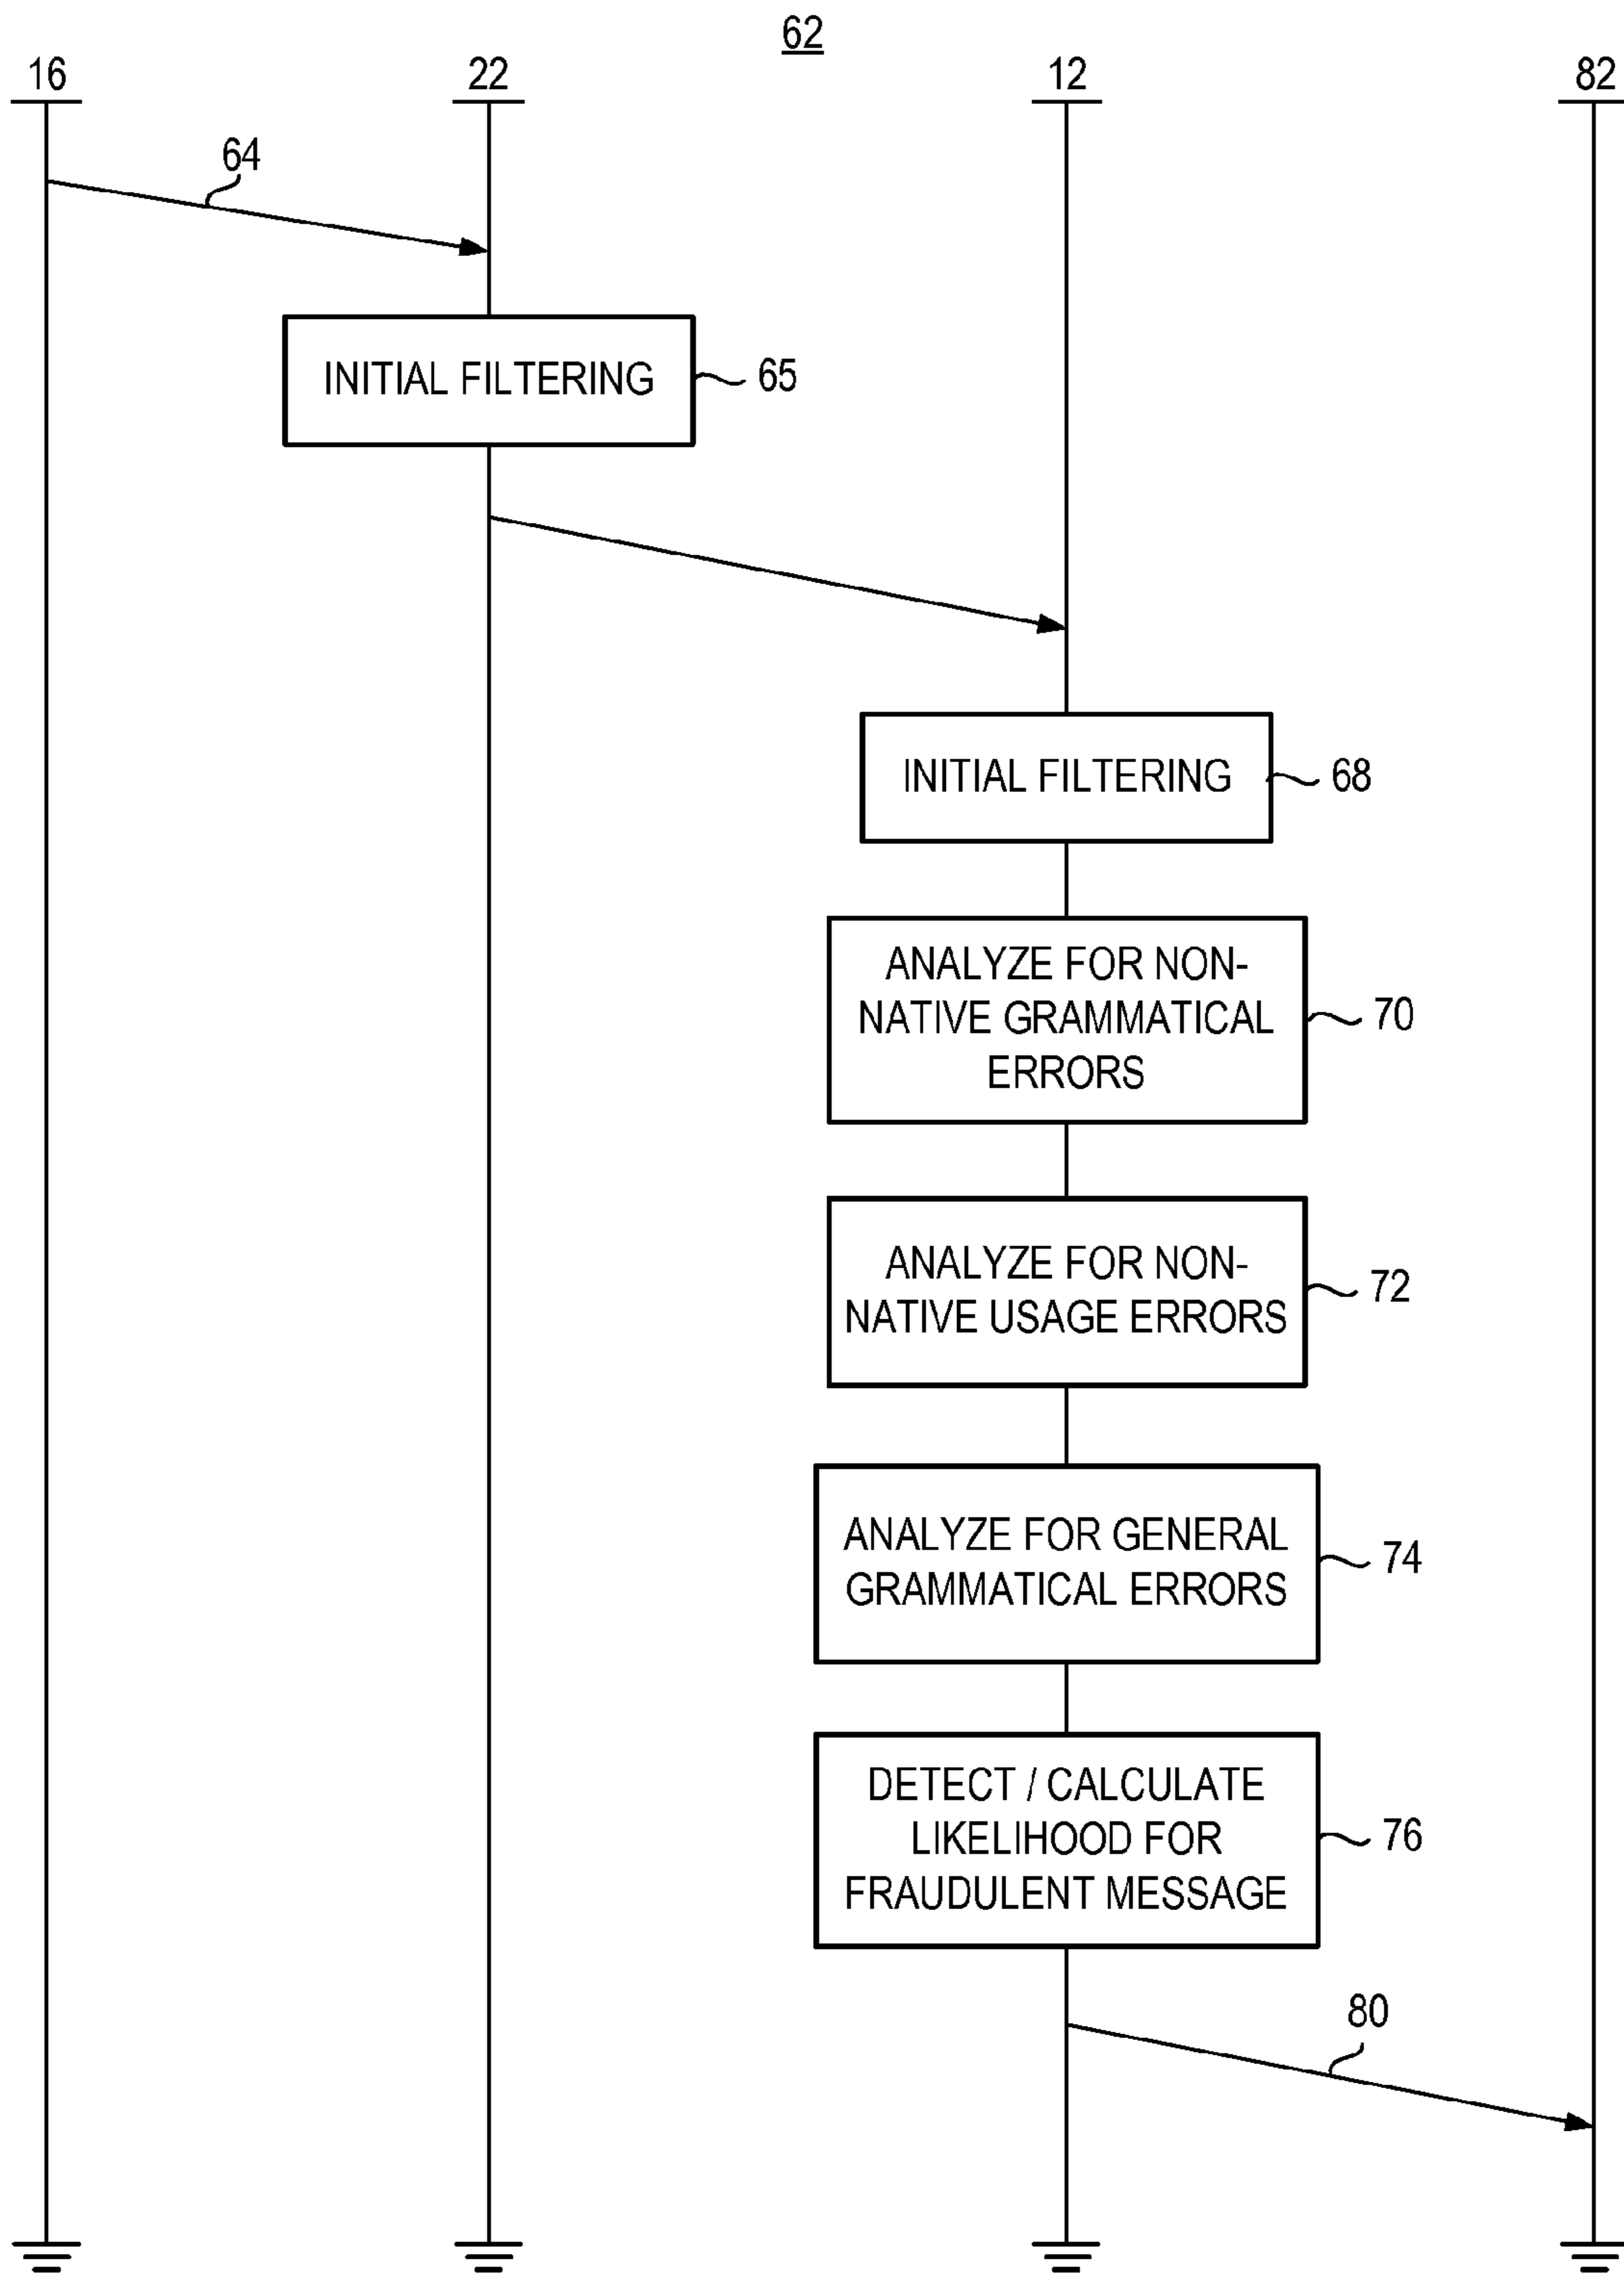 62
16
22
12
82
64
INITIAL FILTERING
65
INITIAL FILTERING
68
ANALYZE FOR NON-
NATIVE GRAMMATICAL
ERRORS
70
ANALYZE FOR NON-
NATIVE USAGE ERRORS
72
ANALYZE FOR GENERAL
GRAMMATICAL ERRORS
74
DETECT / CALCULATE
LIKELIHOOD FOR
FRAUDULENT MESSAGE
76
80